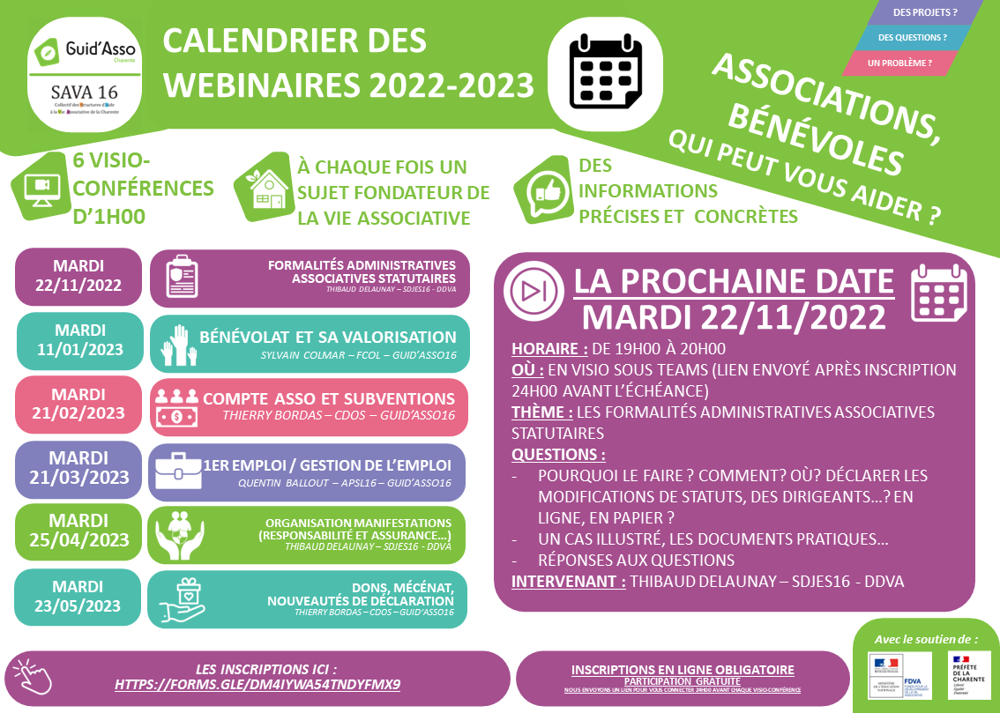 Guid'Asso
Charente
SAVA 16
Collectif des Structures d'Aide
à la Vie Associative de la Charente
CALENDRIER DES
WEBINAIRES 2022-2023
DES PROJETS ?
DES QUESTIONS ?
UN PROBLÈME ?
ASSOCIATIONS,
BÉNÉVOLES
QUI PEUT VOUS AIDER ?
6 VISIO-
CONFÉRENCES
D'1H00
À CHAQUE FOIS UN
SUJET FONDATEUR DE
LA VIE ASSOCIATIVE
DES
INFORMATIONS
PRÉCISES ET CONCRÈTES
MARDI
22/11/2022
FORMALITÉS ADMINISTRATIVES
ASSOCIATIVES STATUTAIRES
THIBAUD DELAUNAY – SDJES16 - DDVA
MARDI
11/01/2023
BÉNÉVOLAT ET SA VALORISATION
SYLVAIN COLMAR – FCOL – GUID'ASSO16
MARDI
21/02/2023
COMPTE ASSO ET SUBVENTIONS
THIERRY BORDAS – CDOS – GUID'ASSO16
MARDI
21/03/2023
1ER EMPLOI / GESTION DE L'EMPLOI
QUENTIN BALLOUT – APSL16 – GUID'ASSO16
MARDI
25/04/2023
ORGANISATION MANIFESTATIONS
(RESPONSABILITÉ ET ASSURANCE...)
THIBAUD DELAUNAY – SDJES16 - DDVA
MARDI
23/05/2023
DONS, MÉCÉNAT,
NOUVEAUTÉS DE DÉCLARATION
THIERRY BORDAS – CDOS – GUID'ASSO16
LA PROCHAINE DATE
MARDI 22/11/2022
HORAIRE : DE 19H00 À 20H00
OÙ : EN VISIO SOUS TEAMS (LIEN ENVOYÉ APRÈS INSCRIPTION
24H00 AVANT L'ÉCHÉANCE)
THÈME : LES FORMALITÉS ADMINISTRATIVES ASSOCIATIVES
STATUTAIRES
QUESTIONS :
- POURQUOI LE FAIRE ? COMMENT? OÙ? DÉCLARER LES
MODIFICATIONS DE STATUTS, DES DIRIGEANTS...? EN
LIGNE, EN PAPIER ?
- UN CAS ILLUSTRÉ, LES DOCUMENTS PRATIQUES...
- RÉPONSES AUX QUESTIONS
INTERVENANT : THIBAUD DELAUNAY – SDJES16 - DDVA
LES INSCRIPTIONS ICI :
HTTPS://FORMS.GLE/DM4IYWA54TNDYFMX9
INSCRIPTIONS EN LIGNE OBLIGATOIRE
PARTICIPATION GRATUITE
NOUS ENVOYONS UN LIEN POUR VOUS CONNECTER 24H00 AVANT CHAQUE VISIO-CONFÉRENCE
Avec le soutien de :
MINISTÈRE
DE L'ÉDUCATION
NATIONALE
FDVA
PRÉFÈTE
DE LA
CHARENTE
Liberté
Égalité
Fraternité